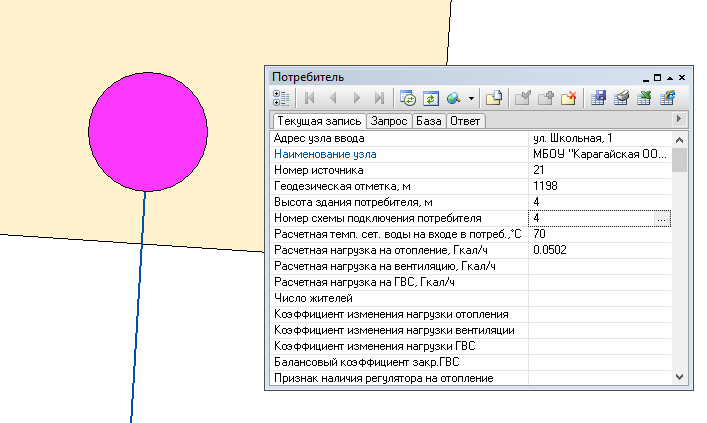 Потребитель
Текущая запись Запрос База Ответ
Адрес узла ввода ул. Школьная, 1
Наименование узла МБОУ "Карагайская ОО...
Номер источника 21
Геодезическая отметка, м 1198
Высота здания потребителя, м 4
Номер схемы подключения потребителя 4 ...
Расчетная темп. сет. воды на входе в потреб.,°C 70
Расчетная нагрузка на отопление, Гкал/ч 0.0502
Расчетная нагрузка на вентиляцию, Гкал/ч
Расчетная нагрузка на ГВС, Гкал/ч
Число жителей
Коэффициент изменения нагрузки отопления
Коэффициент изменения нагрузки вентиляции
Коэффициент изменения нагрузки ГВС
Балансовый коэффициент закр.ГВС
Признак наличия регулятора на отопление